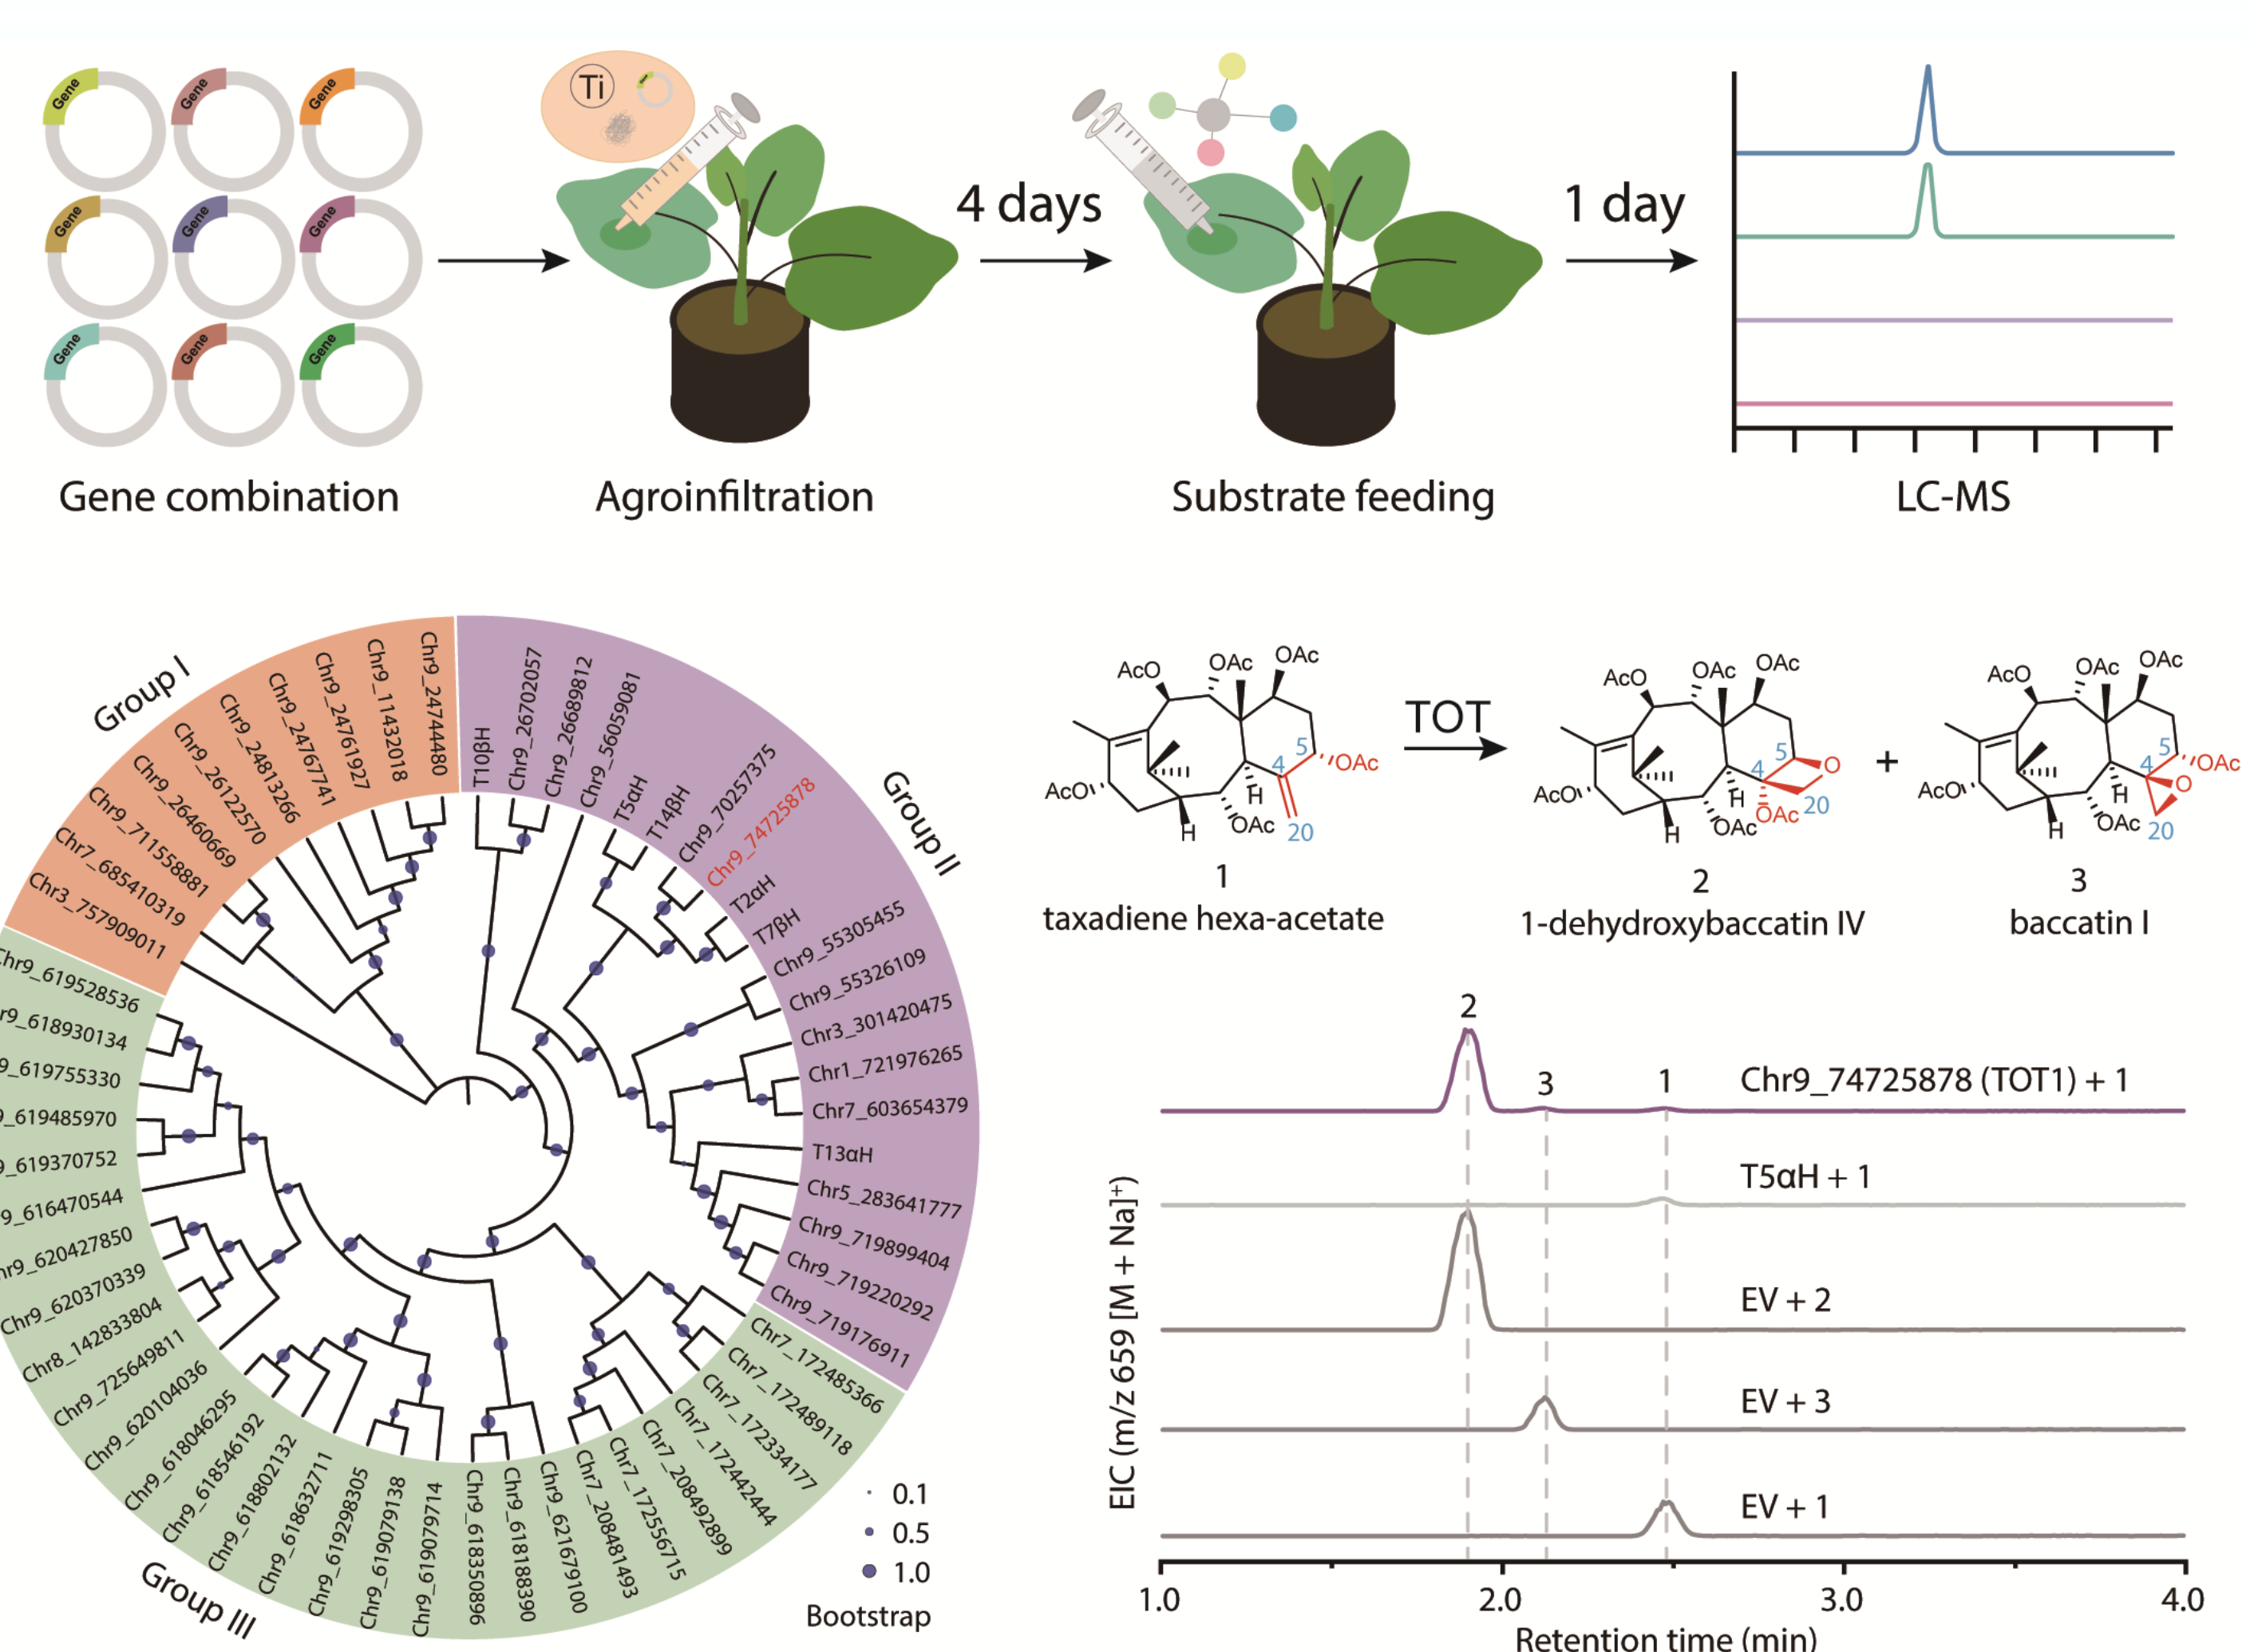 Gene
Gene
Gene
Gene
Gene
Gene
Gene
Gene
Gene
Ti
4 days
1 day
Gene combination
Agroinfiltration
Substrate feeding
LC-MS
Group I
Chr3_757909011
Chr7_685410319
Chr9_711558881
Chr9_26460669
Chr9_26122570
Chr9_24813266
Chr9_24767741
Chr9_24761927
Chr9_11432018
Chr9_24744480
Group II
T10βH
Chr9_26702057
Chr9_26689812
Chr9_56059081
T5αH
T14βH
Chr9_70257375
Chr9_74725878
T2αH
T7βH
Chr9_55305455
Chr9_55326109
Chr3_301420475
Chr1_721976265
Chr7_603654379
T13αH
Chr5_283641777
Chr9_719899404
Chr9_719220292
Chr9_719176911
Chr7_172485366
Chr7_172489118
Chr7_172334177
Chr7_172442444
Chr7_208492899
Chr7_172556715
Chr7_208481493
Chr9_621679100
Chr9_618188390
Chr9_618350896
Chr9_619079714
Chr9_619079138
Chr9_619298305
Chr9_618632711
Chr9_618802132
Chr9_618546192
Chr9_618046295
Chr9_620104036
Chr9_725649811
Chr8_142833804
Chr9_620370339
hr9_620427850
9_616470544
9_619370752
9_619485970
9_619755330
r9_618930134
Chr9_619528536
Group III
0.1
0.5
1.0
Bootstrap
AcO OAc OAc
5
4 OAc
AcO H
H OAc 20
1
taxadiene hexa-acetate
TOT
AcO OAc OAc
5 O
4
AcO H 20
H OAc OAc
2
1-dehydroxybaccatin IV
+
AcO OAc OAc
5
4 OAc
O
AcO H
H OAc 20
3
baccatin I
2
3
1
Chr9_74725878 (TOT1) + 1
T5αH + 1
EV + 2
EV + 3
EV + 1
EIC (m/z 659 [M + Na]⁺)
1.0 2.0 3.0 4.0
Retention time (min)